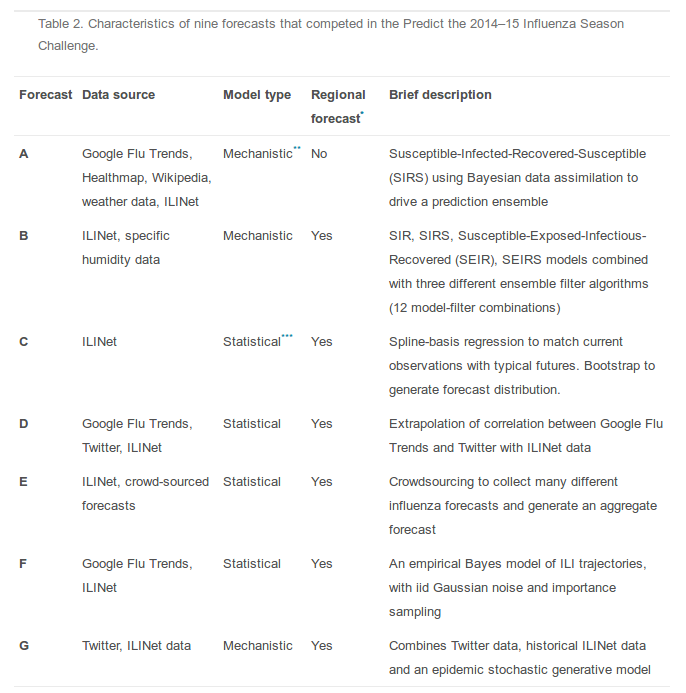 Table 2. Characteristics of nine forecasts that competed in the Predict the 2014–15 Influenza Season
Challenge.
Forecast Data source Model type Regional forecast* Brief description
A Google Flu Trends, Healthmap, Wikipedia, weather data, ILINet Mechanistic** No Susceptible-Infected-Recovered-Susceptible (SIRS) using Bayesian data assimilation to drive a prediction ensemble
B ILINet, specific humidity data Mechanistic Yes SIR, SIRS, Susceptible-Exposed-Infectious-Recovered (SEIR), SEIRS models combined with three different ensemble filter algorithms (12 model-filter combinations)
C ILINet Statistical*** Yes Spline-basis regression to match current observations with typical futures. Bootstrap to generate forecast distribution.
D Google Flu Trends, Twitter, ILINet Statistical Yes Extrapolation of correlation between Google Flu Trends and Twitter with ILINet data
E ILINet, crowd-sourced forecasts Statistical Yes Crowdsourcing to collect many different influenza forecasts and generate an aggregate forecast
F Google Flu Trends, ILINet Statistical Yes An empirical Bayes model of ILI trajectories, with iid Gaussian noise and importance sampling
G Twitter, ILINet data Mechanistic Yes Combines Twitter data, historical ILINet data and an epidemic stochastic generative model